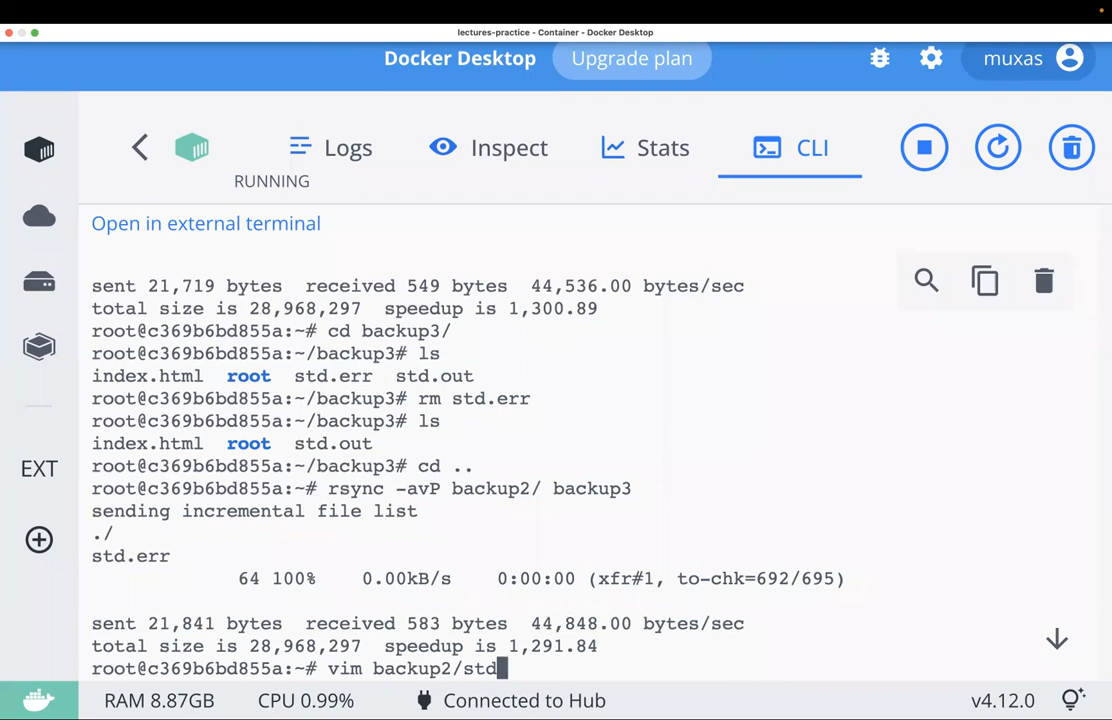 lectures-practice - Container - Docker Desktop
Docker Desktop
Upgrade plan
muxas
Logs
Inspect
Stats
CLI
RUNNING
Open in external terminal
sent 21,719 bytes  received 549 bytes  44,536.00 bytes/sec
total size is 28,968,297  speedup is 1,300.89
root@c369b6bd855a:~# cd backup3/
root@c369b6bd855a:~/backup3# ls
index.html  root  std.err  std.out
root@c369b6bd855a:~/backup3# rm std.err
root@c369b6bd855a:~/backup3# ls
index.html  root  std.out
root@c369b6bd855a:~/backup3# cd ..
root@c369b6bd855a:~# rsync -avP backup2/ backup3
sending incremental file list
./
std.err
64 100%    0.00kB/s    0:00:00 (xfr#1, to-chk=692/695)
sent 21,841 bytes  received 583 bytes  44,848.00 bytes/sec
total size is 28,968,297  speedup is 1,291.84
root@c369b6bd855a:~# vim backup2/std
EXT
RAM 8.87GB
CPU 0.99%
Connected to Hub
v4.12.0